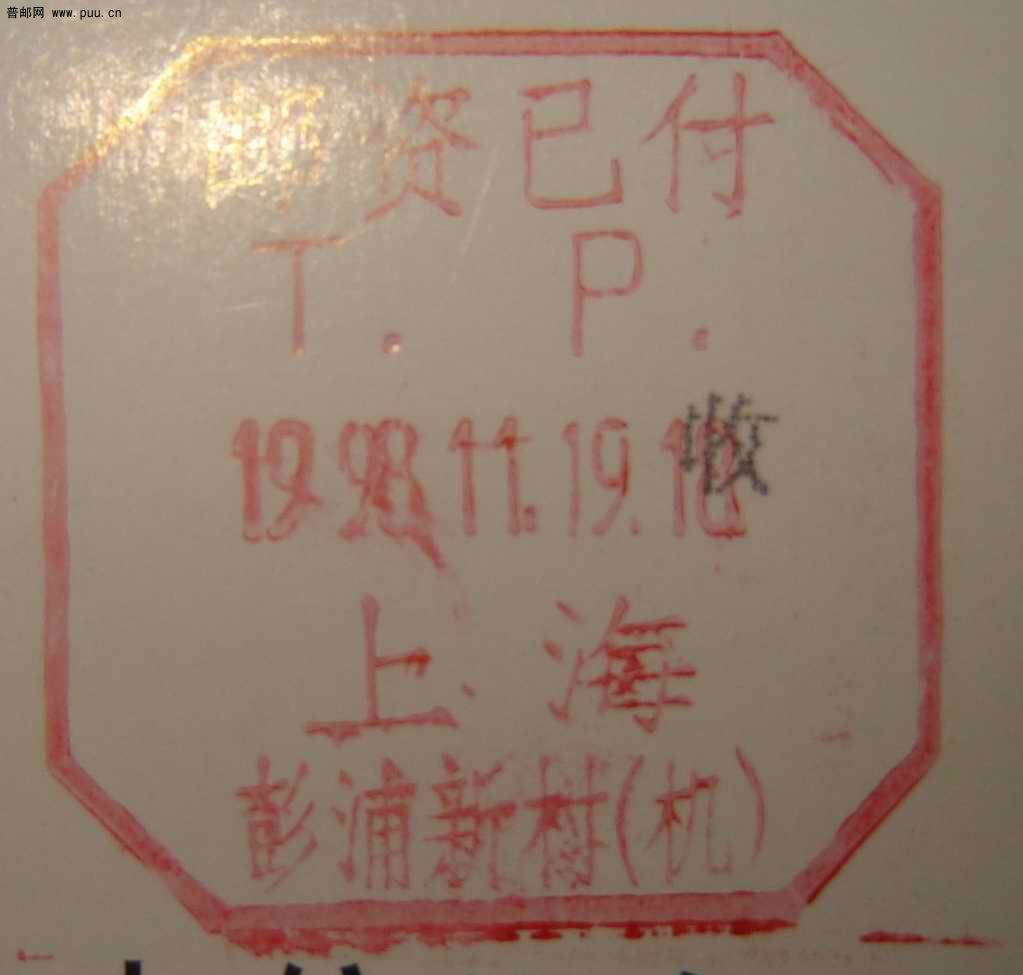 普邮网 www.puu.cn
邮资已付
T. P.
1998.11.19.18 收
上海
彭浦新村(机)